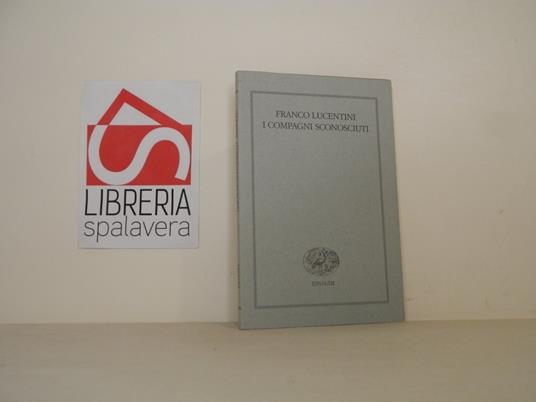 LIBRERIA
spalavera
FRANCO LUCENTINI
I COMPAGNI SCONOSCIUTI
EINAUDI